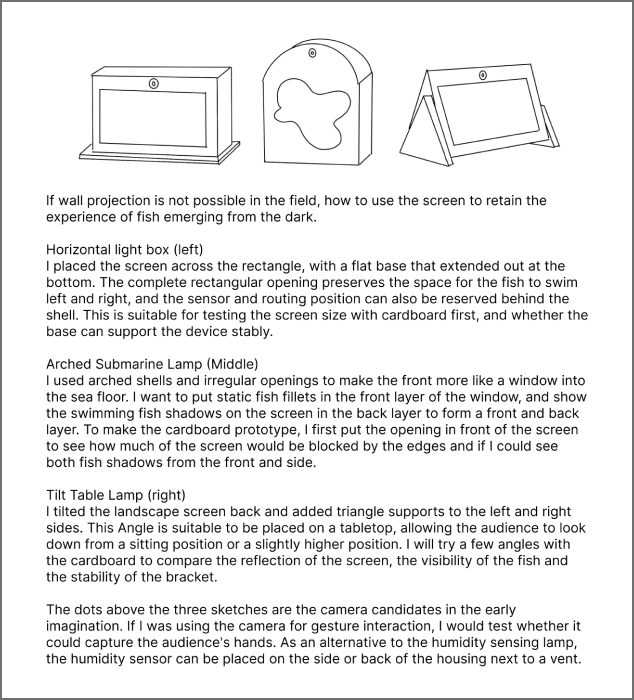 If wall projection is not possible in the field, how to use the screen to retain the
experience of fish emerging from the dark.
Horizontal light box (left)
I placed the screen across the rectangle, with a flat base that extended out at the
bottom. The complete rectangular opening preserves the space for the fish to swim
left and right, and the sensor and routing position can also be reserved behind the
shell. This is suitable for testing the screen size with cardboard first, and whether the
base can support the device stably.
Arched Submarine Lamp (Middle)
I used arched shells and irregular openings to make the front more like a window into
the sea floor. I want to put static fish fillets in the front layer of the window, and show
the swimming fish shadows on the screen in the back layer to form a front and back
layer. To make the cardboard prototype, I first put the opening in front of the screen
to see how much of the screen would be blocked by the edges and if I could see
both fish shadows from the front and side.
Tilt Table Lamp (right)
I tilted the landscape screen back and added triangle supports to the left and right
sides. This Angle is suitable to be placed on a tabletop, allowing the audience to look
down from a sitting position or a slightly higher position. I will try a few angles with
the cardboard to compare the reflection of the screen, the visibility of the fish and
the stability of the bracket.
The dots above the three sketches are the camera candidates in the early
imagination. If I was using the camera for gesture interaction, I would test whether it
could capture the audience's hands. As an alternative to the humidity sensing lamp,
the humidity sensor can be placed on the side or back of the housing next to a vent.